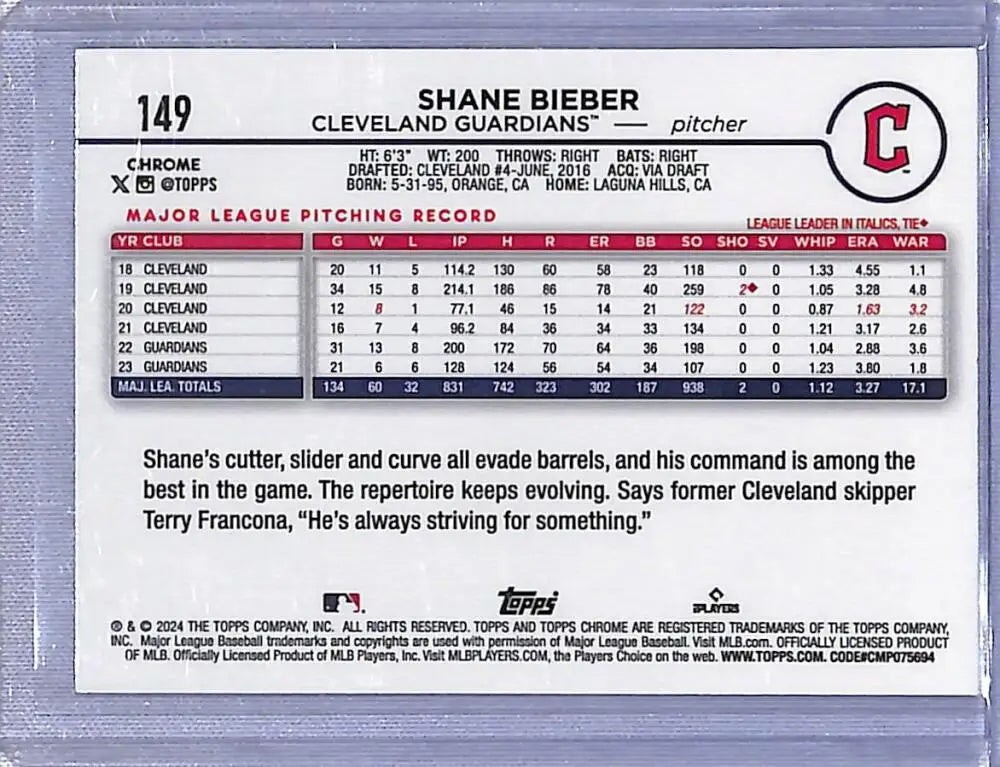 149
SHANE BIEBER
CLEVELAND GUARDIANS™ — pitcher
C
CHROME
X @TOPPS
HT: 6'3" WT: 200 THROWS: RIGHT BATS: RIGHT
DRAFTED: CLEVELAND #4-JUNE, 2016 ACQ: VIA DRAFT
BORN: 5-31-95, ORANGE, CA HOME: LAGUNA HILLS, CA
MAJOR LEAGUE PITCHING RECORD
LEAGUE LEADER IN ITALICS, TIE◆
YR CLUB G W L IP H R ER BB SO SHO SV WHIP ERA WAR
18 CLEVELAND 20 11 5 114.2 130 60 58 23 118 0 0 1.33 4.55 1.1
19 CLEVELAND 34 15 8 214.1 186 86 78 40 259 2◆ 0 1.05 3.28 4.8
20 CLEVELAND 12 8 1 77.1 46 15 14 21 122 0 0 0.87 1.63 3.2
21 CLEVELAND 16 7 4 96.2 84 36 34 33 134 0 0 1.21 3.17 2.6
22 GUARDIANS 31 13 8 200 172 70 64 36 198 0 0 1.04 2.88 3.6
23 GUARDIANS 21 6 6 128 124 56 54 34 107 0 0 1.23 3.80 1.8
MAJ. LEA. TOTALS 134 60 32 831 742 323 302 187 938 2 0 1.12 3.27 17.1
Shane's cutter, slider and curve all evade barrels, and his command is among the
best in the game. The repertoire keeps evolving. Says former Cleveland skipper
Terry Francona, "He's always striving for something."
Topps
PLAYERS
® & © 2024 THE TOPPS COMPANY, INC. ALL RIGHTS RESERVED. TOPPS AND TOPPS CHROME ARE REGISTERED TRADEMARKS OF THE TOPPS COMPANY,
INC. Major League Baseball trademarks and copyrights are used with permission of Major League Baseball. Visit MLB.com. OFFICIALLY LICENSED PRODUCT
OF MLB. Officially Licensed Product of MLB Players, Inc. Visit MLBPLAYERS.COM, the Players Choice on the web. WWW.TOPPS.COM. CODE#CMP075694